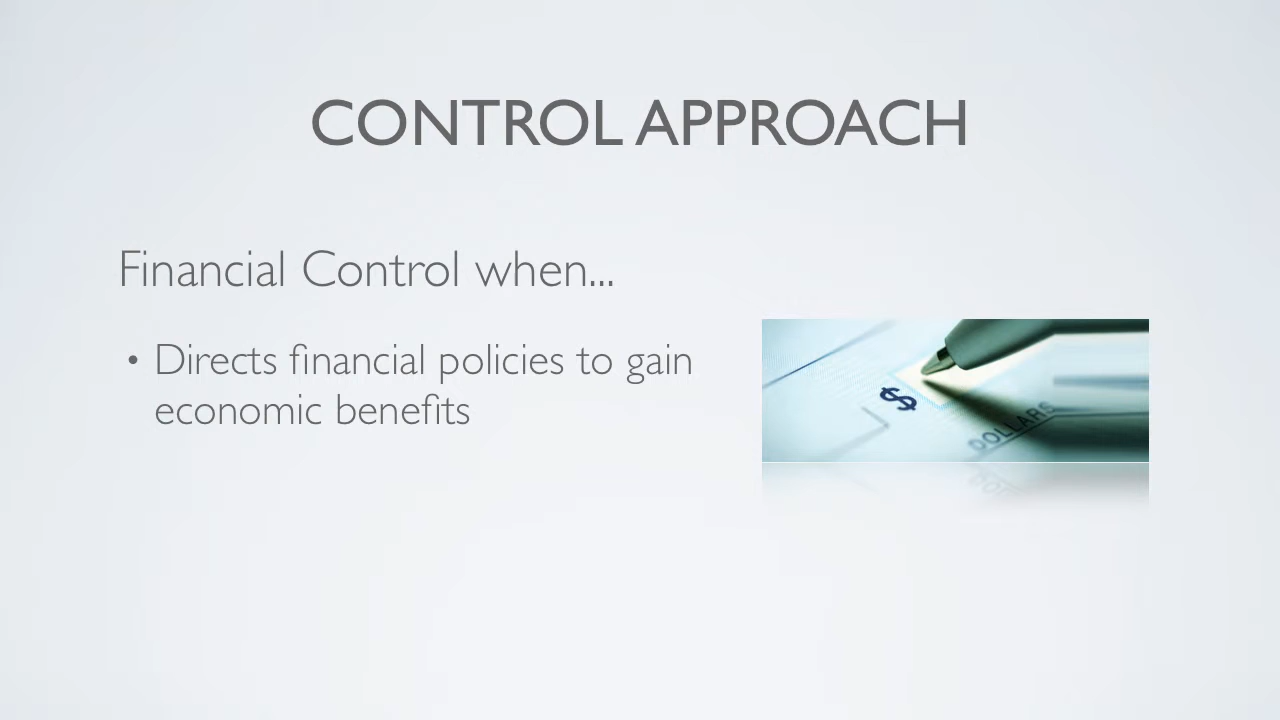 CONTROL APPROACH
Financial Control when...
• Directs financial policies to gain
economic benefits
$
DOLLARS